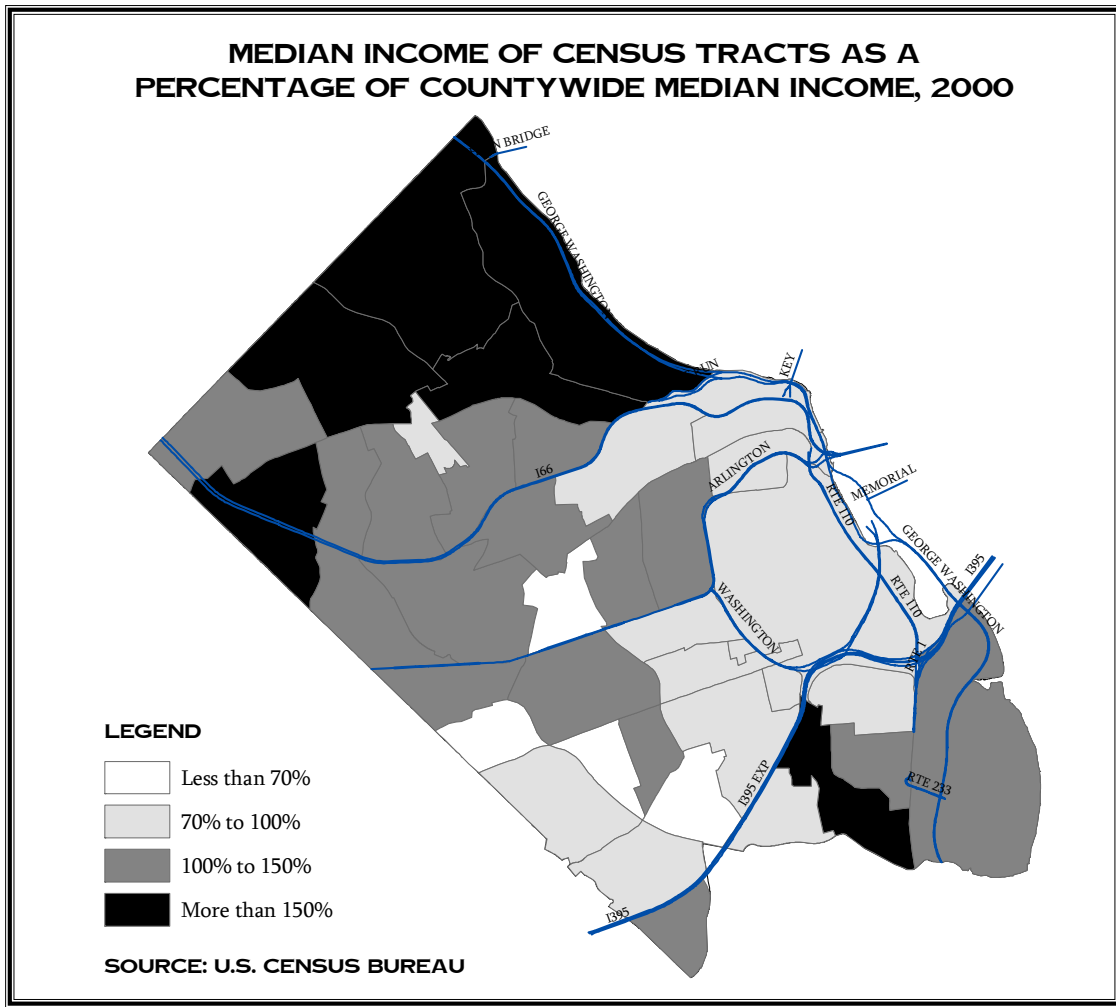 MEDIAN INCOME OF CENSUS TRACTS AS A
PERCENTAGE OF COUNTYWIDE MEDIAN INCOME, 2000
BRIDGE
GEORGE WASHINGTON
KEY
I66
ARLINGTON
RTE 110
MEMORIAL
GEORGE WASHINGTON
I395
RTE 110
WASHINGTON
RTE 1
I395 EXP
RTE 233
I395
LEGEND
Less than 70%
70% to 100%
100% to 150%
More than 150%
SOURCE: U.S. CENSUS BUREAU